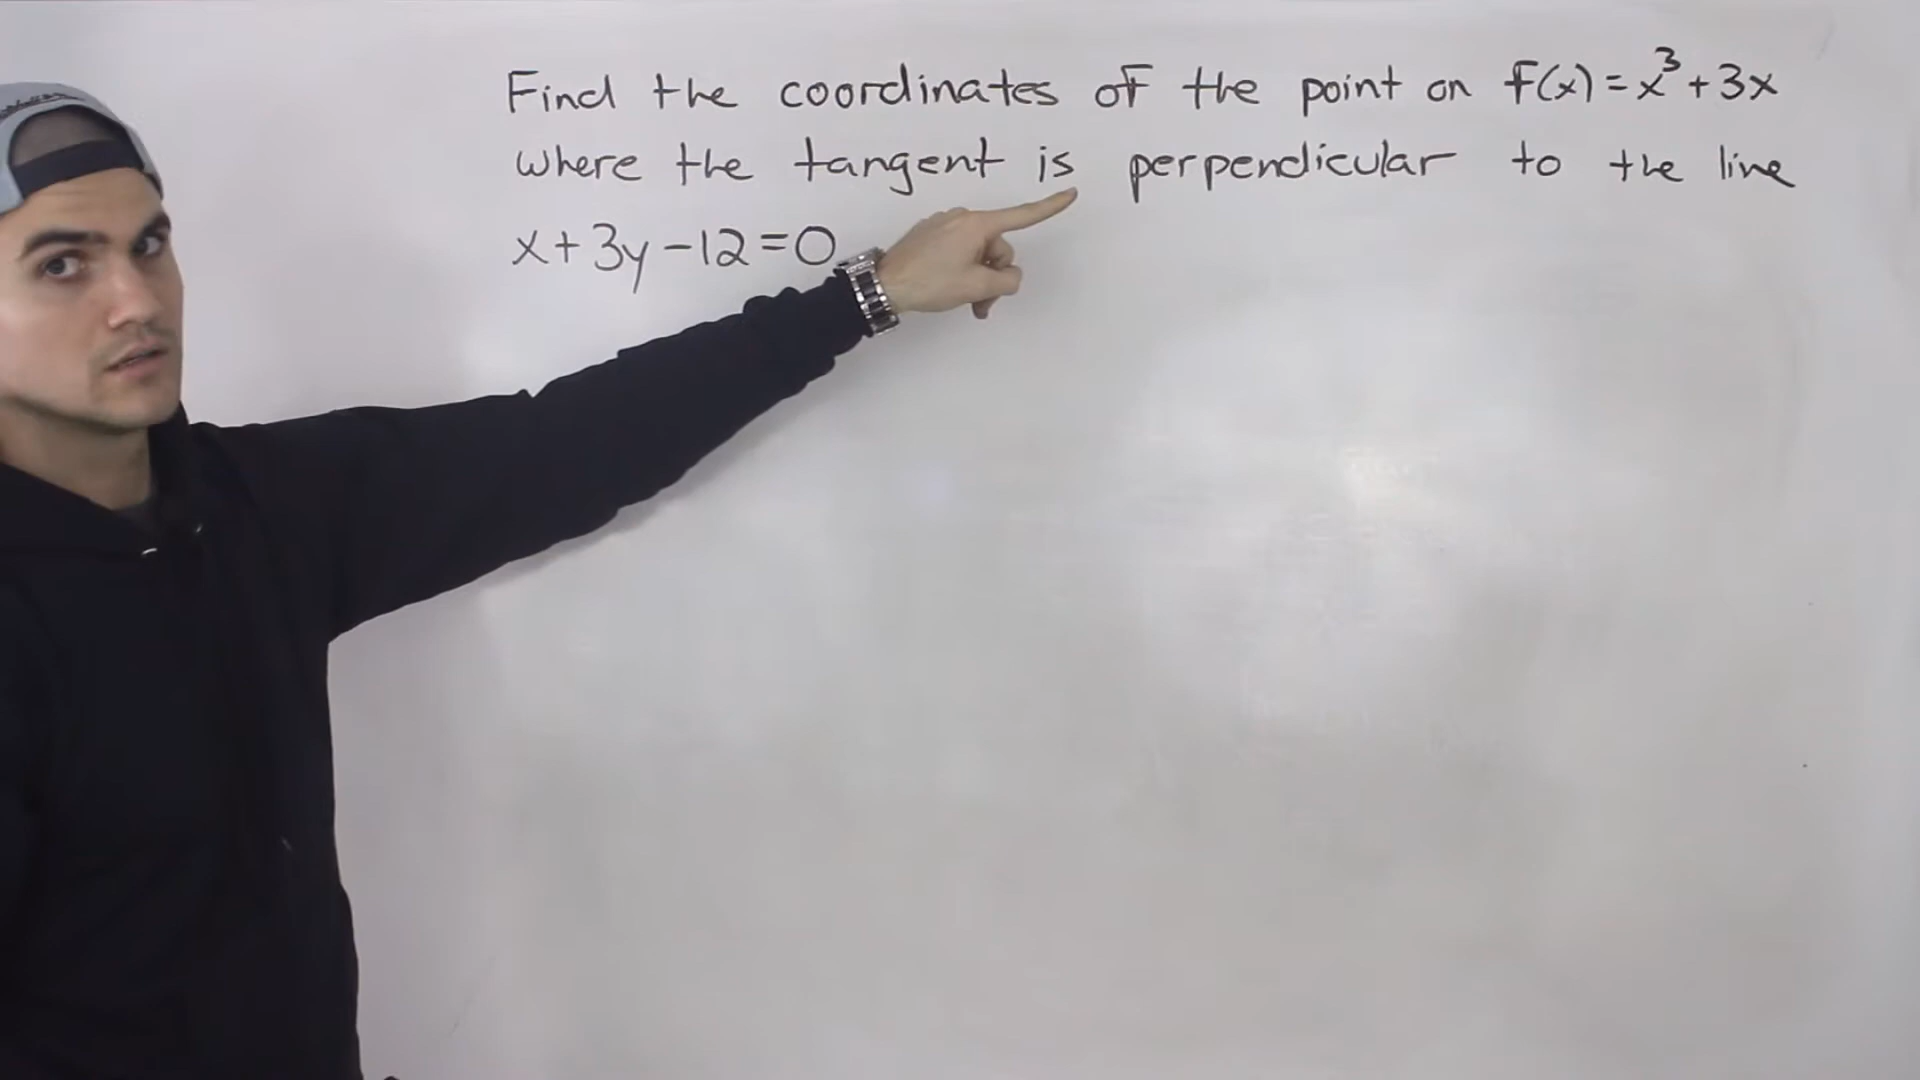 Find the coordinates of the point on f(x)=x³+3x
where the tangent is perpendicular to the line
x+3y-12=0